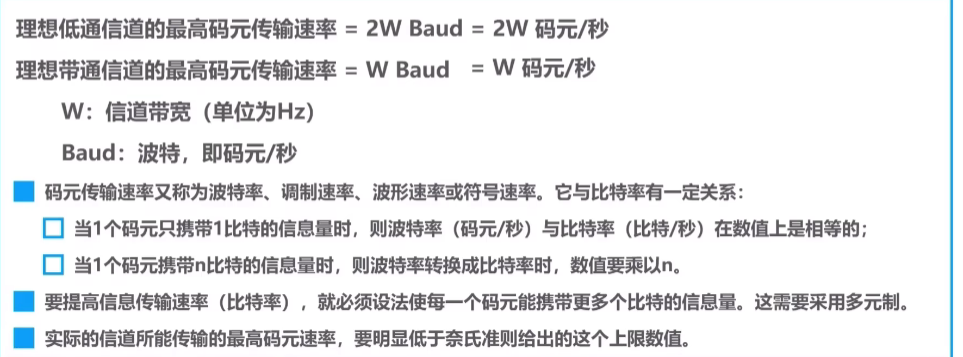 理想低通信道的最高码元传输速率 = 2W Baud = 2W 码元/秒
理想带通信道的最高码元传输速率 = W Baud = W 码元/秒
W：信道带宽（单位为Hz）
Baud：波特，即码元/秒
码元传输速率又称为波特率、调制速率、波形速率或符号速率。它与比特率有一定关系：
当1个码元只携带1比特的信息量时，则波特率（码元/秒）与比特率（比特/秒）在数值上是相等的；
当1个码元携带n比特的信息量时，则波特率转换成比特率时，数值要乘以n。
要提高信息传输速率（比特率），就必须设法使每一个码元能携带更多个比特的信息量。这需要采用多元制。
实际的信道所能传输的最高码元速率，要明显低于奈氏准则给出的这个上限数值。